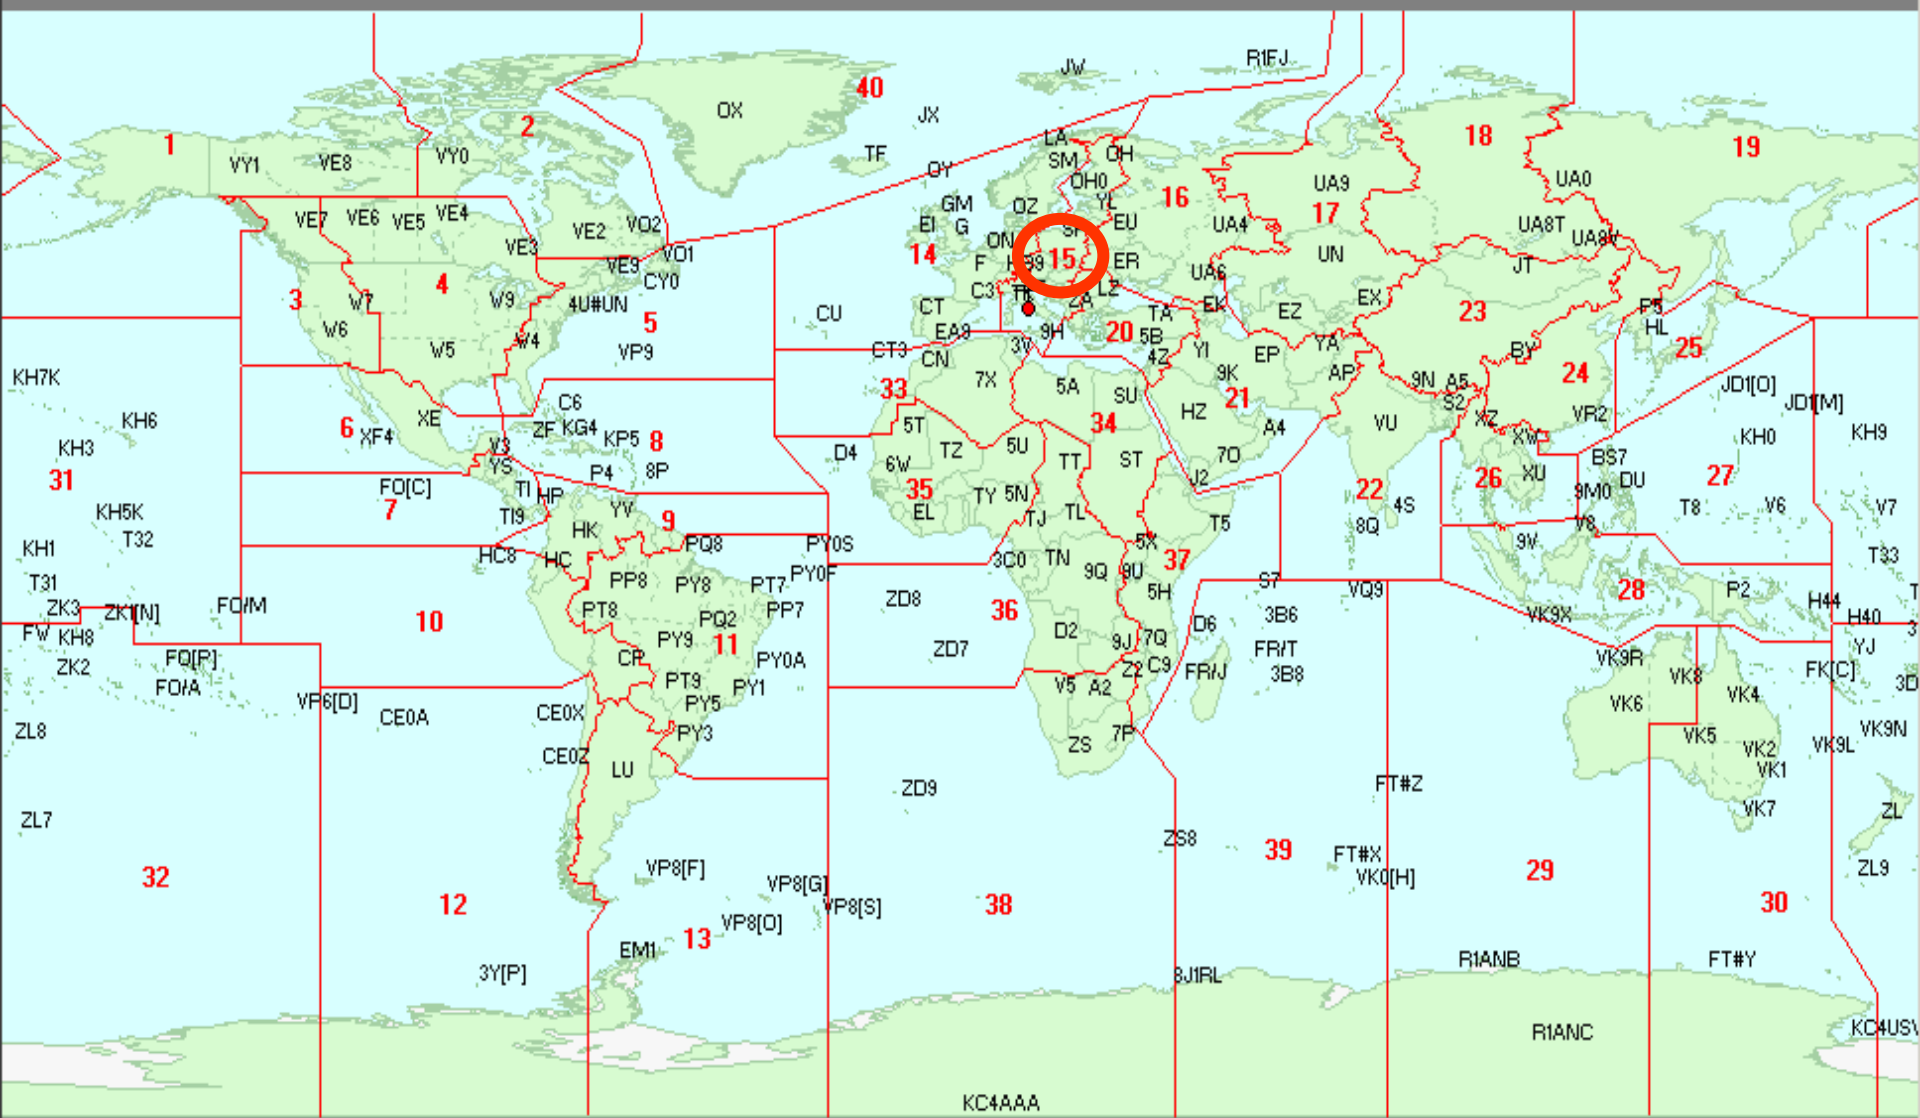 JW
R1FJ
40
OX
JX
1
2
18
19
LA
TF
VY1
VE8
VY0
SM
OH
OY
OH0
UA9
UA0
16
17
GM
OZ
YL
VE7
VE6
VE5
VE4
VE2
VO2
EI
G
EU
UA4
UA8T
VE3
ON
14
VO1
F
15
ER
UN
JT
VE9
CY0
UA6
4
3
W7
W9
4U#UN
C3
LZ
ZA
EX
CT
EK
EZ
23
P5
CU
TA
HL
5
W6
W4
EA9
9H
20
5B
YA
25
W5
VP9
CT3
CN
3V
4Z
YI
EP
BY
KH7K
7X
5A
9K
AP
9N
A5
24
JD1[O]
33
SU
21
S2
JD1[M]
C6
KH6
6
XF4
XE
ZF
KG4
5T
34
HZ
A4
VU
XZ
VR2
KH3
KP5
8
V3
TZ
5U
XW
KH0
KH9
31
YS
P4
8P
D4
6W
TT
ST
7O
BS7
J2
26
XU
DU
27
FO[C]
TI
HP
35
TY
5N
22
4S
9M0
7
YV
KH5K
TI9
9
EL
TJ
TL
T5
8Q
V8
T8
V6
V7
T32
HK
PQ8
PY0S
5X
9V
KH1
HC8
HC
3C0
TN
37
T33
T31
PP8
PY8
PY0F
PT7
9Q
9U
5H
S7
VQ9
28
P2
ZK3
ZK1[N]
FO/M
10
PT8
PQ2
PP7
ZD8
36
3B6
VK9X
H44
H40
FW
KH8
PY9
11
D2
9J
7Q
D6
ZK2
FO[P]
CP
PY0A
ZD7
Z2
C9
FR/T
VK9R
YJ
FO/A
PT9
PY1
V5
A2
FR/J
3B8
VK8
FK[C]
3D
VP6[D]
CE0A
CE0X
PY5
VK6
VK4
ZL8
PY3
ZS
7P
VK5
VK2
VK9L
VK9N
CE0Z
LU
ZD9
FT#Z
VK1
ZL7
ZS8
VK7
ZL
39
FT#X
VK0[H]
29
ZL9
32
12
VP8[F]
VP8[G]
VP8[S]
38
30
VP8[O]
13
EM1
3Y[P]
8J1RL
R1ANB
FT#Y
R1ANC
KC4AAA